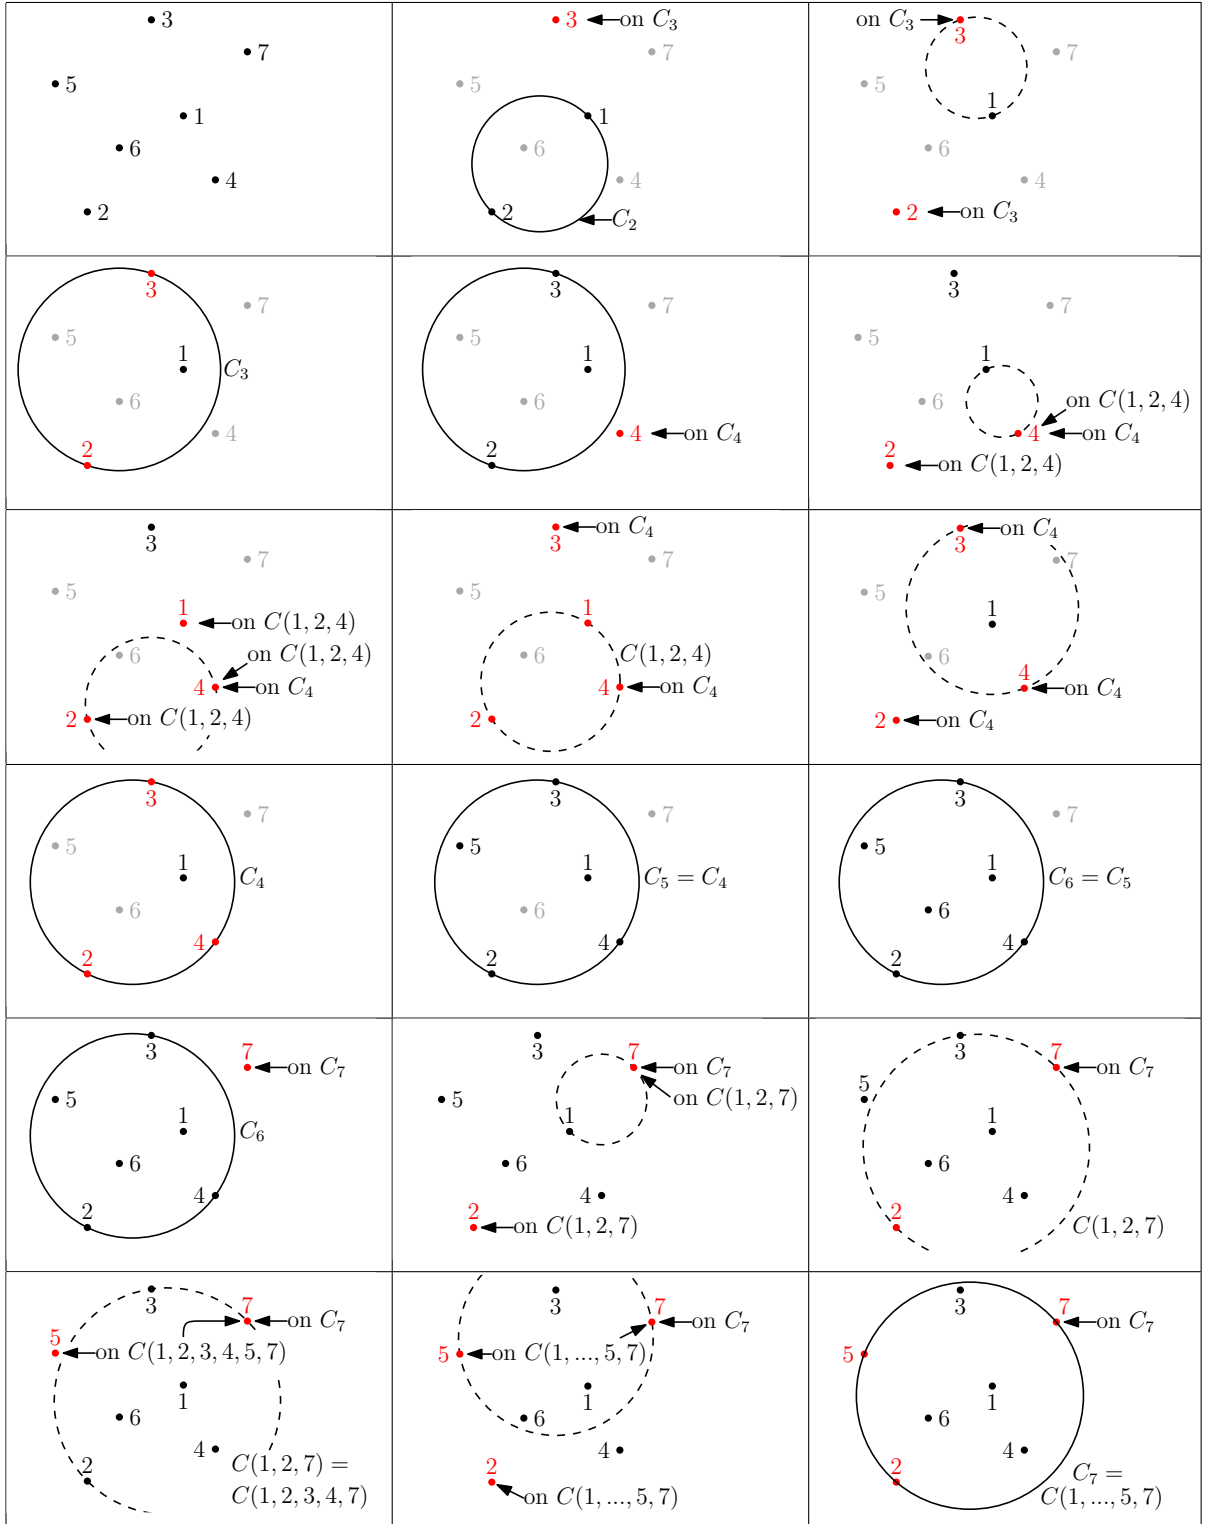 3
7
5
1
6
4
2
3 on C₃
7
5
1
6
4
2
C₂
on C₃
3
7
5
1
6
4
2 on C₃
3
7
5
1
C₃
6
4
2
3
7
5
1
6
4 on C₄
2
3
7
5
1
6
on C(1, 2, 4)
4 on C₄
2
on C(1, 2, 4)
3
7
5
1
on C(1, 2, 4)
6
on C(1, 2, 4)
4 on C₄
2 on C(1, 2, 4)
on C₄
3
7
5
1
6 C(1, 2, 4)
4 on C₄
2
on C₄
3
7
5
1
6
4
on C₄
2 on C₄
3
7
5
1
C₄
6
4
2
3
7
5
1
C₅ = C₄
6
4
2
3
7
5
1
C₆ = C₅
6
4
2
3
7
on C₇
5
1
C₆
6
4
2
3
7
on C₇
5 on C(1, 2, 7)
1
6
4
2
on C(1, 2, 7)
3
7
on C₇
5
1
6
4
2
C(1, 2, 7)
3
7
on C₇
5
on C(1, 2, 3, 4, 5, 7)
1
6
4
2	C(1, 2, 7) =
C(1, 2, 3, 4, 7)
3
7
on C₇
5 on C(1, ..., 5, 7)
1
6
4
2
on C(1, ..., 5, 7)
3
7
on C₇
5
1
6
4
2
C₇ =
C(1, ..., 5, 7)